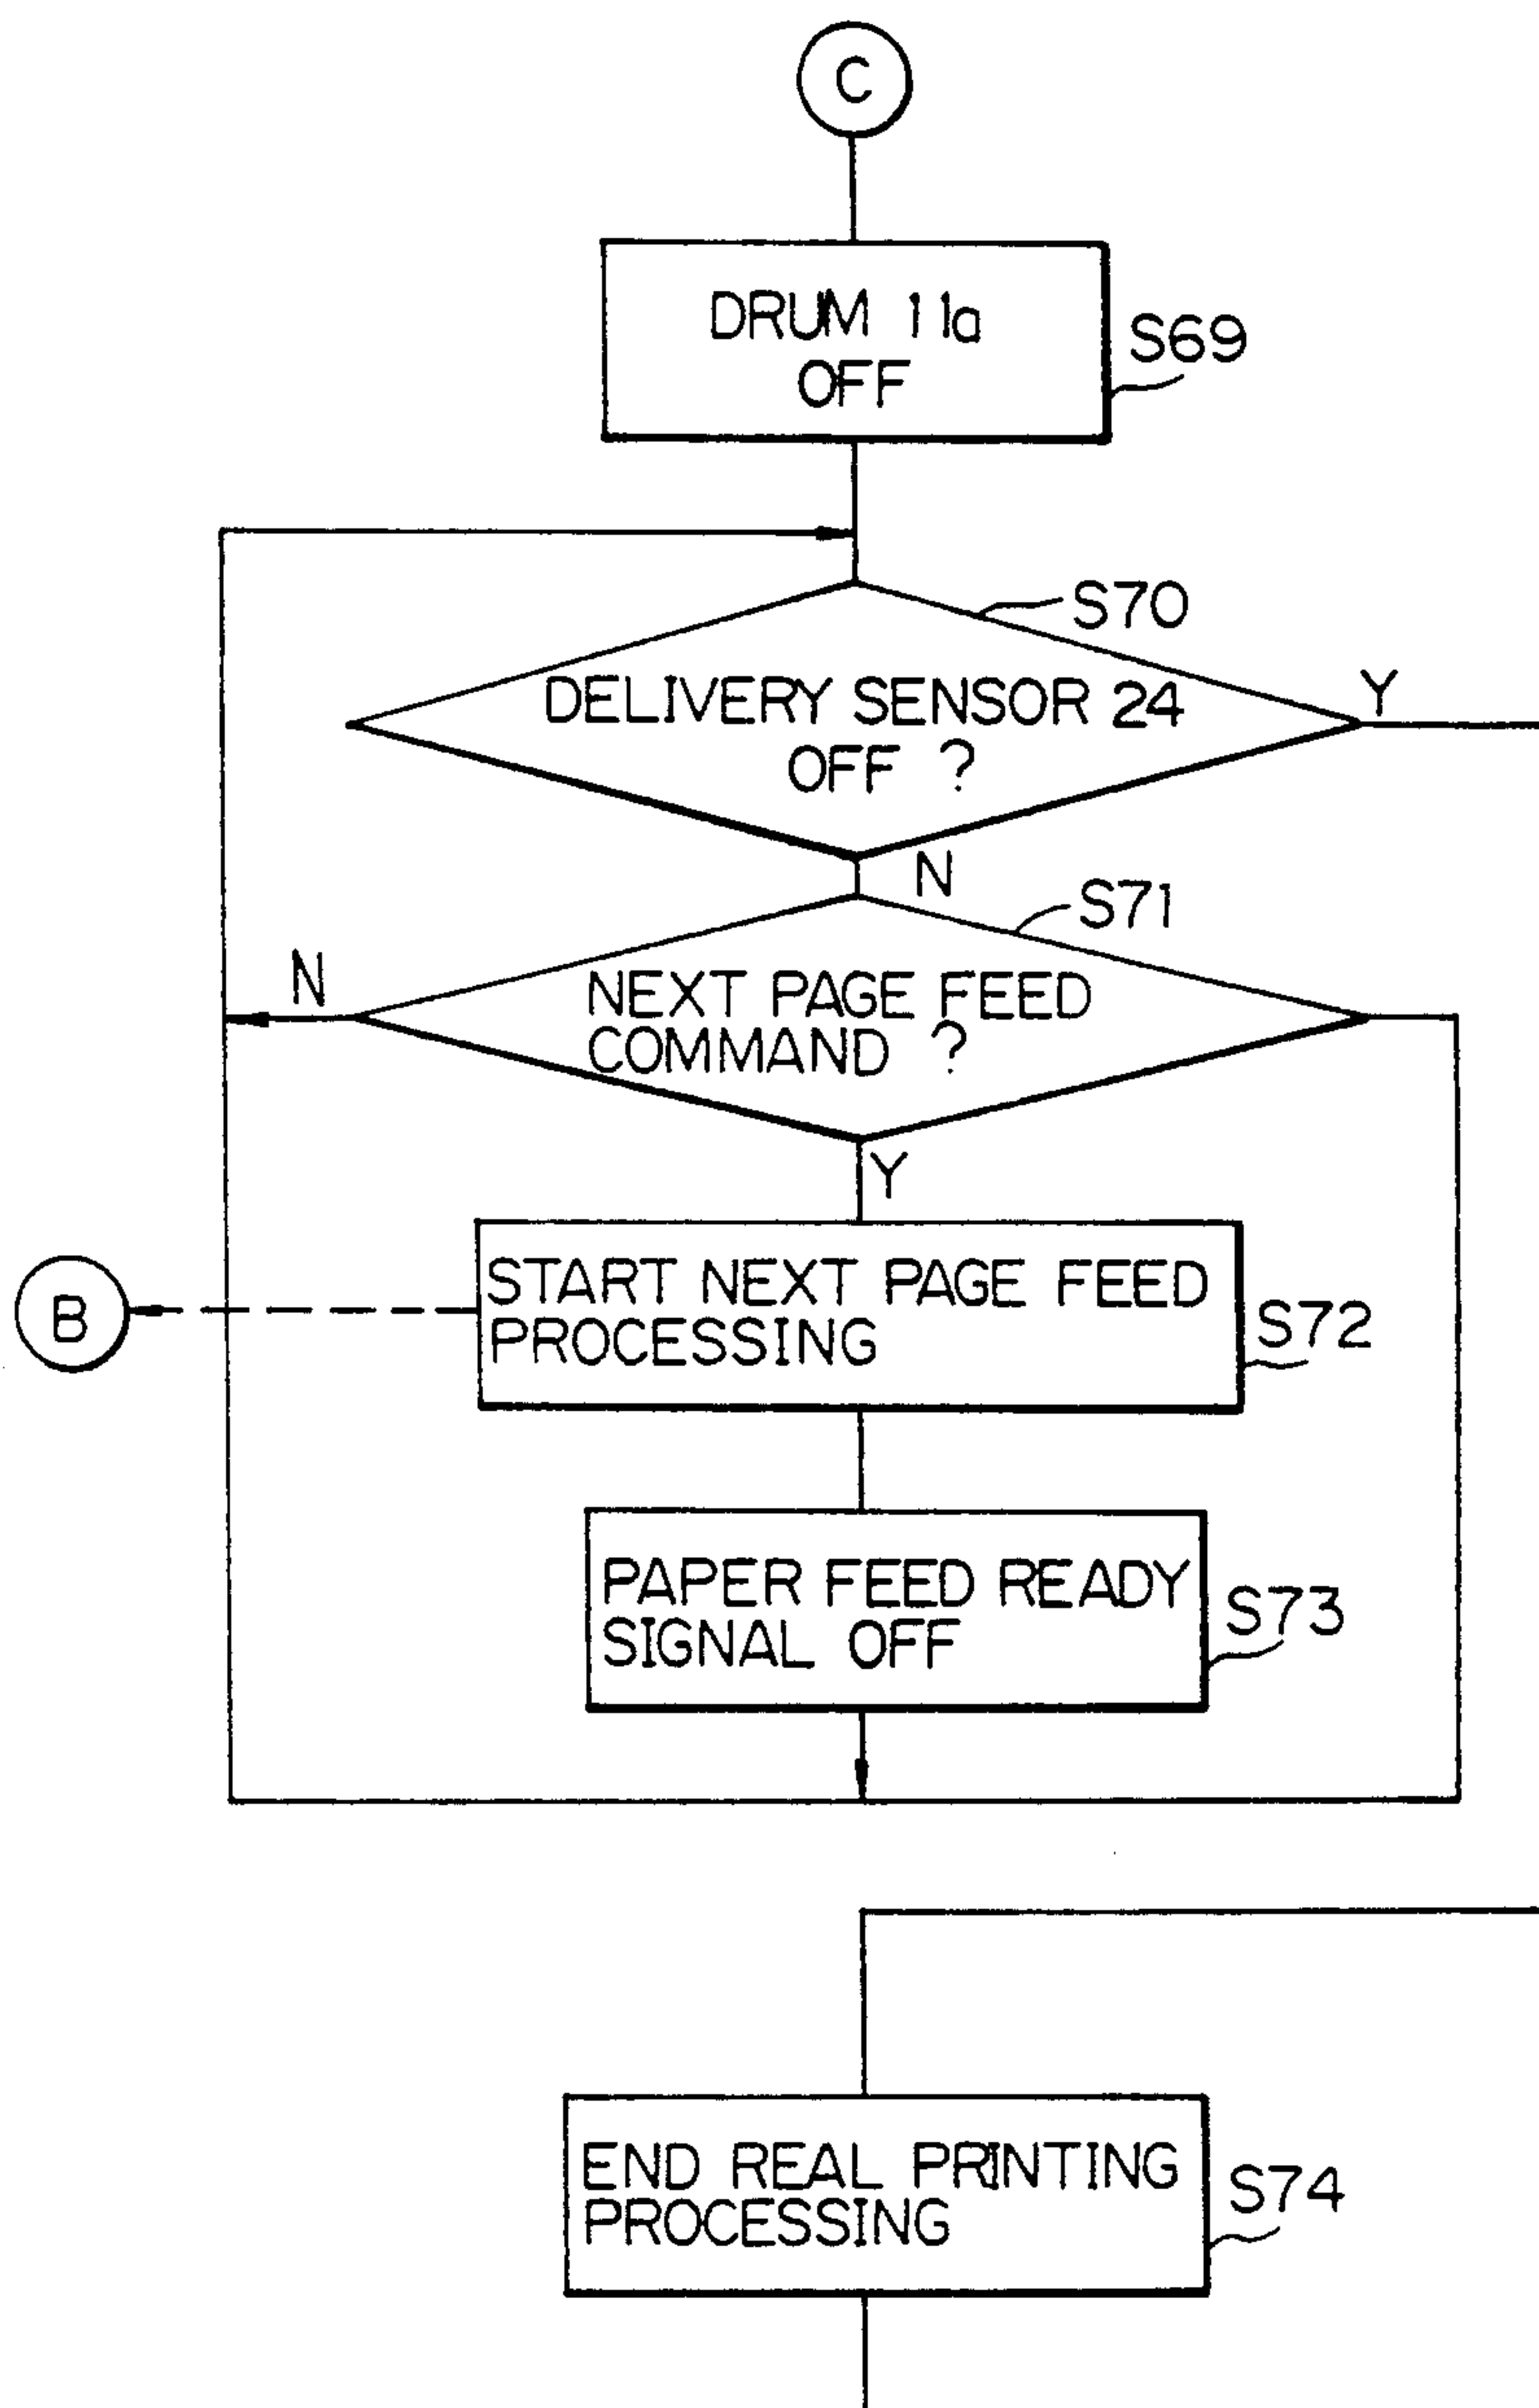 C
DRUM 11a
OFF
S69
S70
DELIVERY SENSOR 24
OFF ?
Y
N
S71
N
NEXT PAGE FEED
COMMAND ?
Y
START NEXT PAGE FEED
PROCESSING
S72
B
PAPER FEED READY
SIGNAL OFF
S73
END REAL PRINTING
PROCESSING
S74